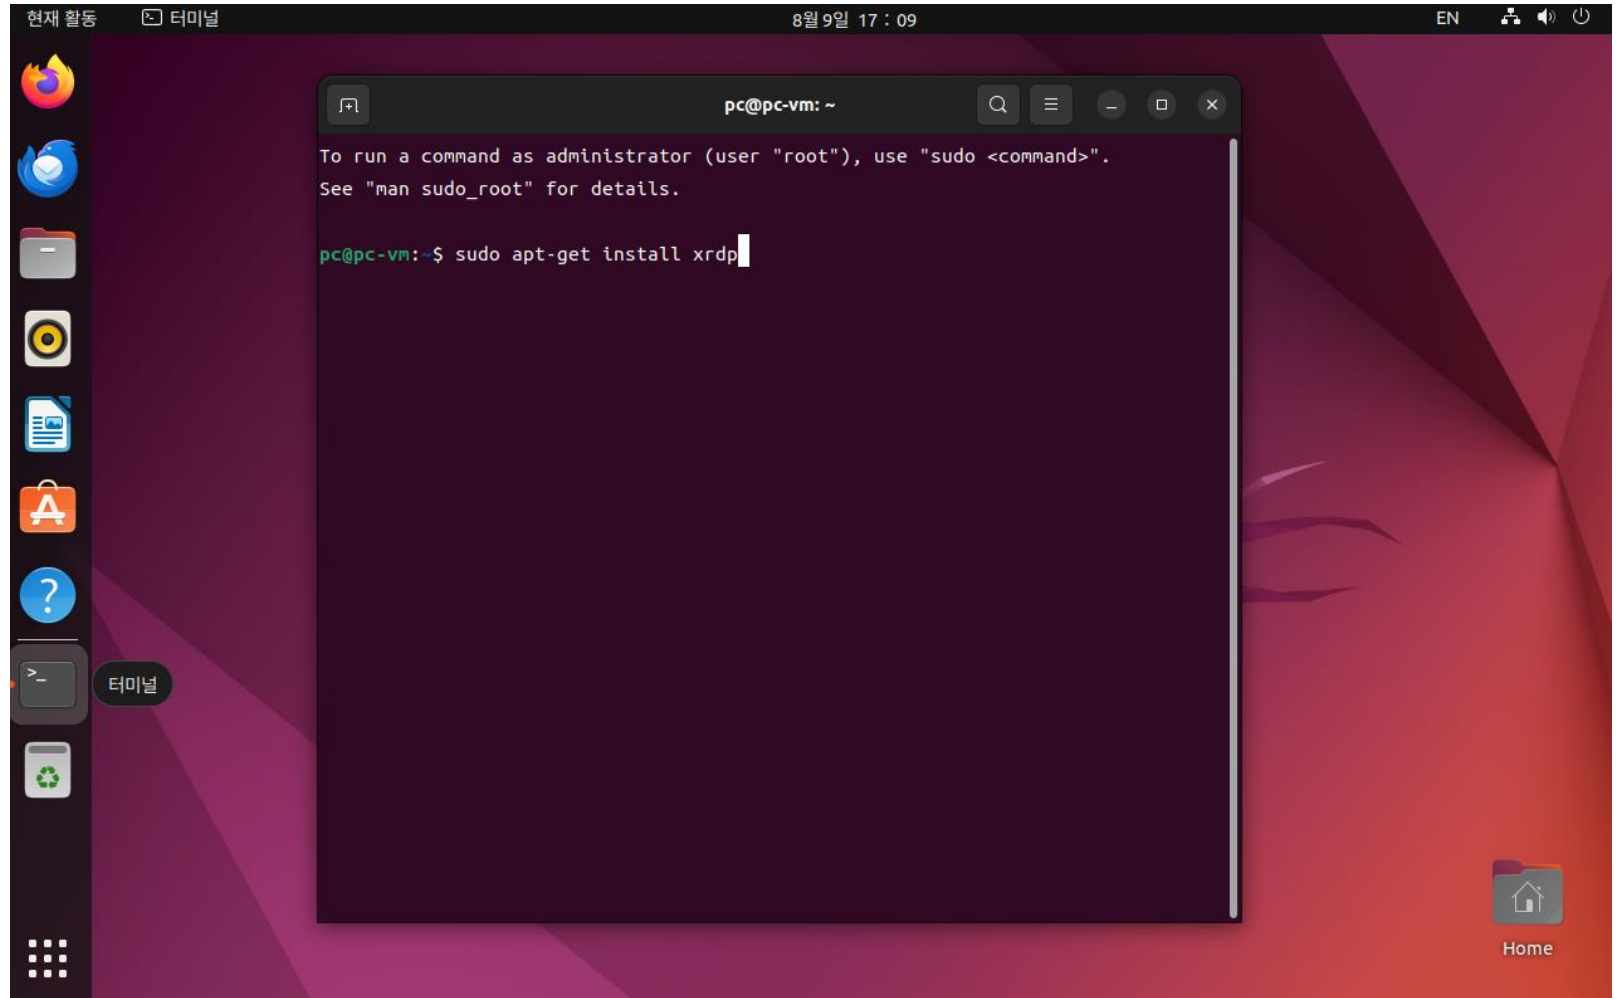 현재 활동 터미널 8월 9일 17 : 09 EN
pc@pc-vm: ~
To run a command as administrator (user "root"), use "sudo <command>".
See "man sudo_root" for details.
pc@pc-vm:~$ sudo apt-get install xrdp
터미널
Home